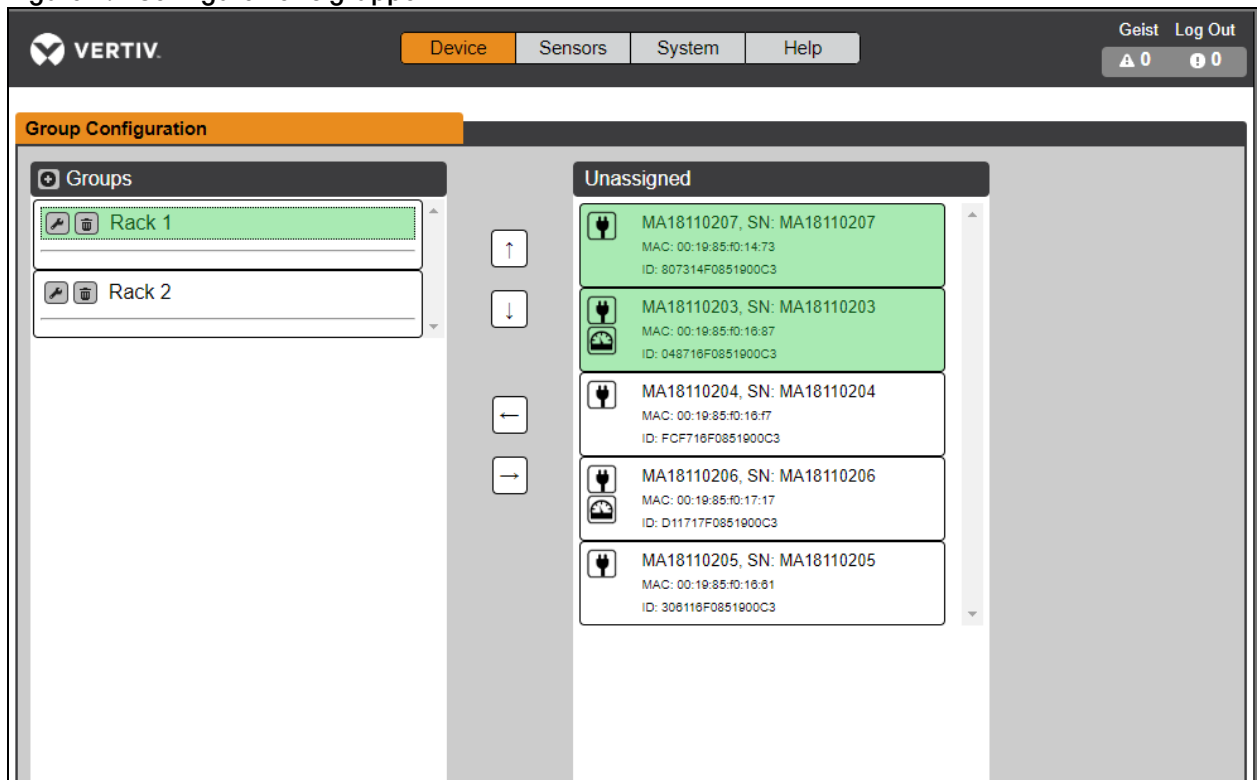 VERTIV.
Device Sensors System Help
Geist Log Out
0 0
Group Configuration
Groups
Rack 1
Rack 2
↑
↓
←
→
Unassigned
MA18110207, SN: MA18110207
MAC: 00:19:85:f0:14:73
ID: 807314F0851900C3
MA18110203, SN: MA18110203
MAC: 00:19:85:f0:16:87
ID: 048716F0851900C3
MA18110204, SN: MA18110204
MAC: 00:19:85:f0:16:f7
ID: FCF716F0851900C3
MA18110206, SN: MA18110206
MAC: 00:19:85:f0:17:17
ID: D11717F0851900C3
MA18110205, SN: MA18110205
MAC: 00:19:85:f0:16:61
ID: 306116F0851900C3